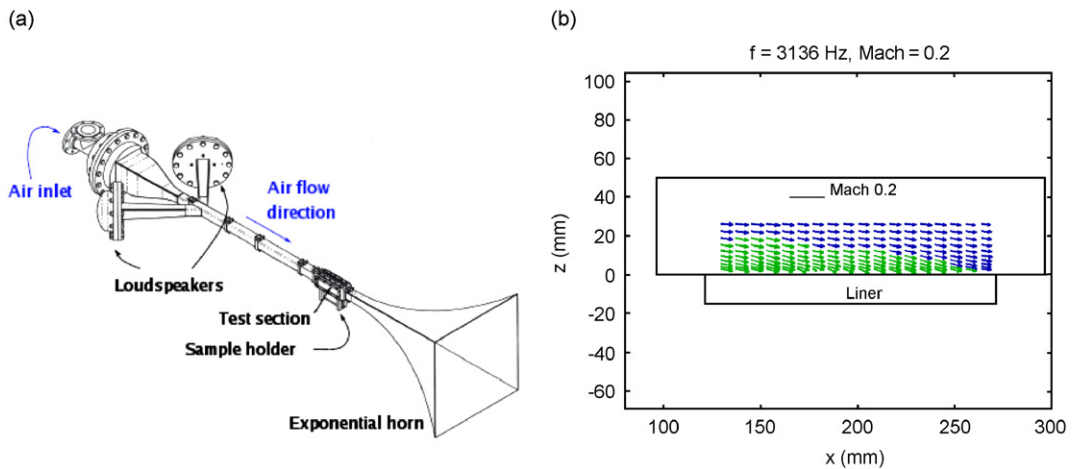 (a)
Air inlet
Air flow
direction
Loudspeakers
Test section
Sample holder
Exponential horn
(b)
f = 3136 Hz, Mach = 0.2
100
80
60
40
20
0
-20
-40
-60
z (mm)
Mach 0.2
Liner
100
150
200
250
300
x (mm)